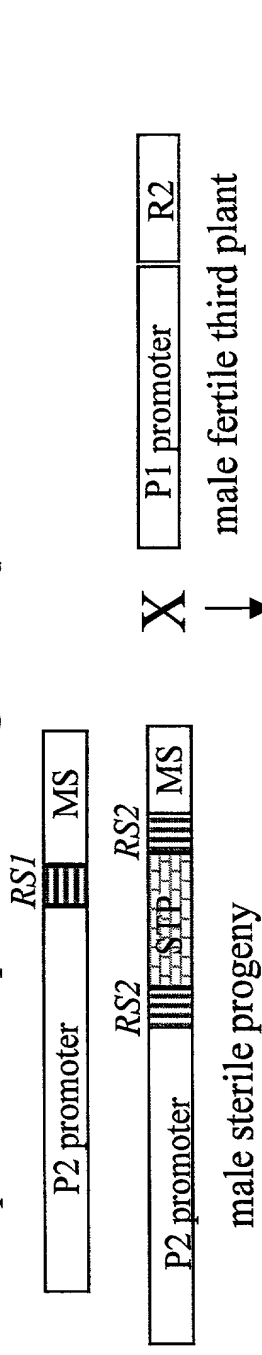 RS1
P2 promoter MS
RS2 RS2
P2 promoter STP MS
male sterile progeny
X
P1 promoter R2
male fertile third plant